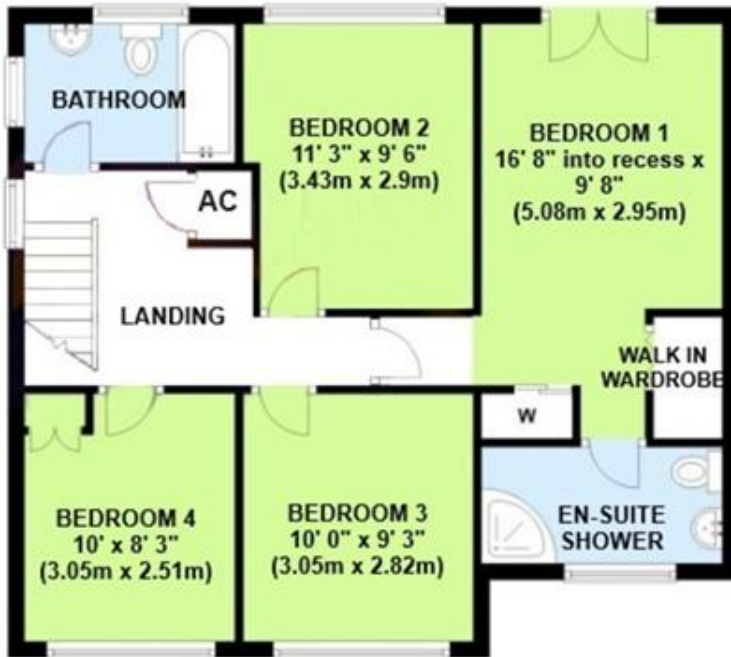 BATHROOM
BEDROOM 2
11' 3" x 9' 6"
(3.43m x 2.9m)
BEDROOM 1
16' 8" into recess x
9' 8"
(5.08m x 2.95m)
AC
LANDING
WALK IN
WARDROBE
W
BEDROOM 4
10' x 8' 3"
(3.05m x 2.51m)
BEDROOM 3
10' 0" x 9' 3"
(3.05m x 2.82m)
EN-SUITE
SHOWER